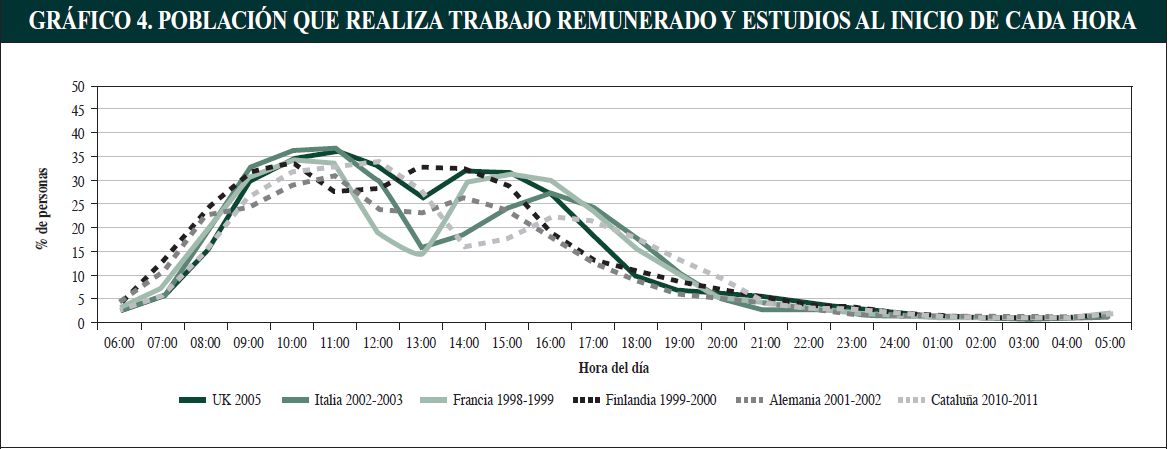 GRÁFICO 4. POBLACIÓN QUE REALIZA TRABAJO REMUNERADO Y ESTUDIOS AL INICIO DE CADA HORA
% de personas
50
45
40
35
30
25
20
15
10
5
0
06:00 07:00 08:00 09:00 10:00 11:00 12:00 13:00 14:00 15:00 16:00 17:00 18:00 19:00 20:00 21:00 22:00 23:00 24:00 01:00 02:00 03:00 04:00 05:00
Hora del día
UK 2005 Italia 2002-2003 Francia 1998-1999 Finlandia 1999-2000 Alemania 2001-2002 Cataluña 2010-2011